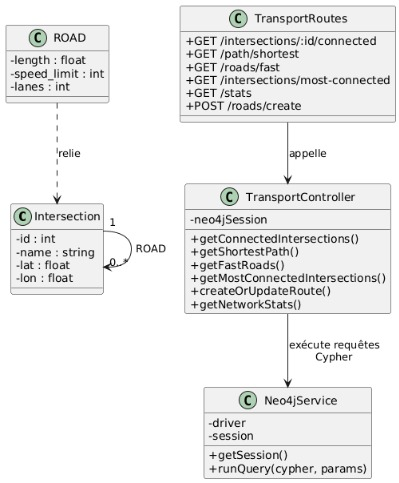 C ROAD
-length : float
-speed_limit : int
-lanes : int
relie
C Intersection
-id : int
-name : string
-lat : float
-lon : float
1
ROAD
0..*
C TransportRoutes
+GET /intersections/:id/connected
+GET /path/shortest
+GET /roads/fast
+GET /intersections/most-connected
+GET /stats
+POST /roads/create
appelle
C TransportController
-neo4jSession
+getConnectedIntersections()
+getShortestPath()
+getFastRoads()
+getMostConnectedIntersections()
+createOrUpdateRoute()
+getNetworkStats()
exécute requêtes
Cypher
C Neo4jService
-driver
-session
+getSession()
+runQuery(cypher, params)